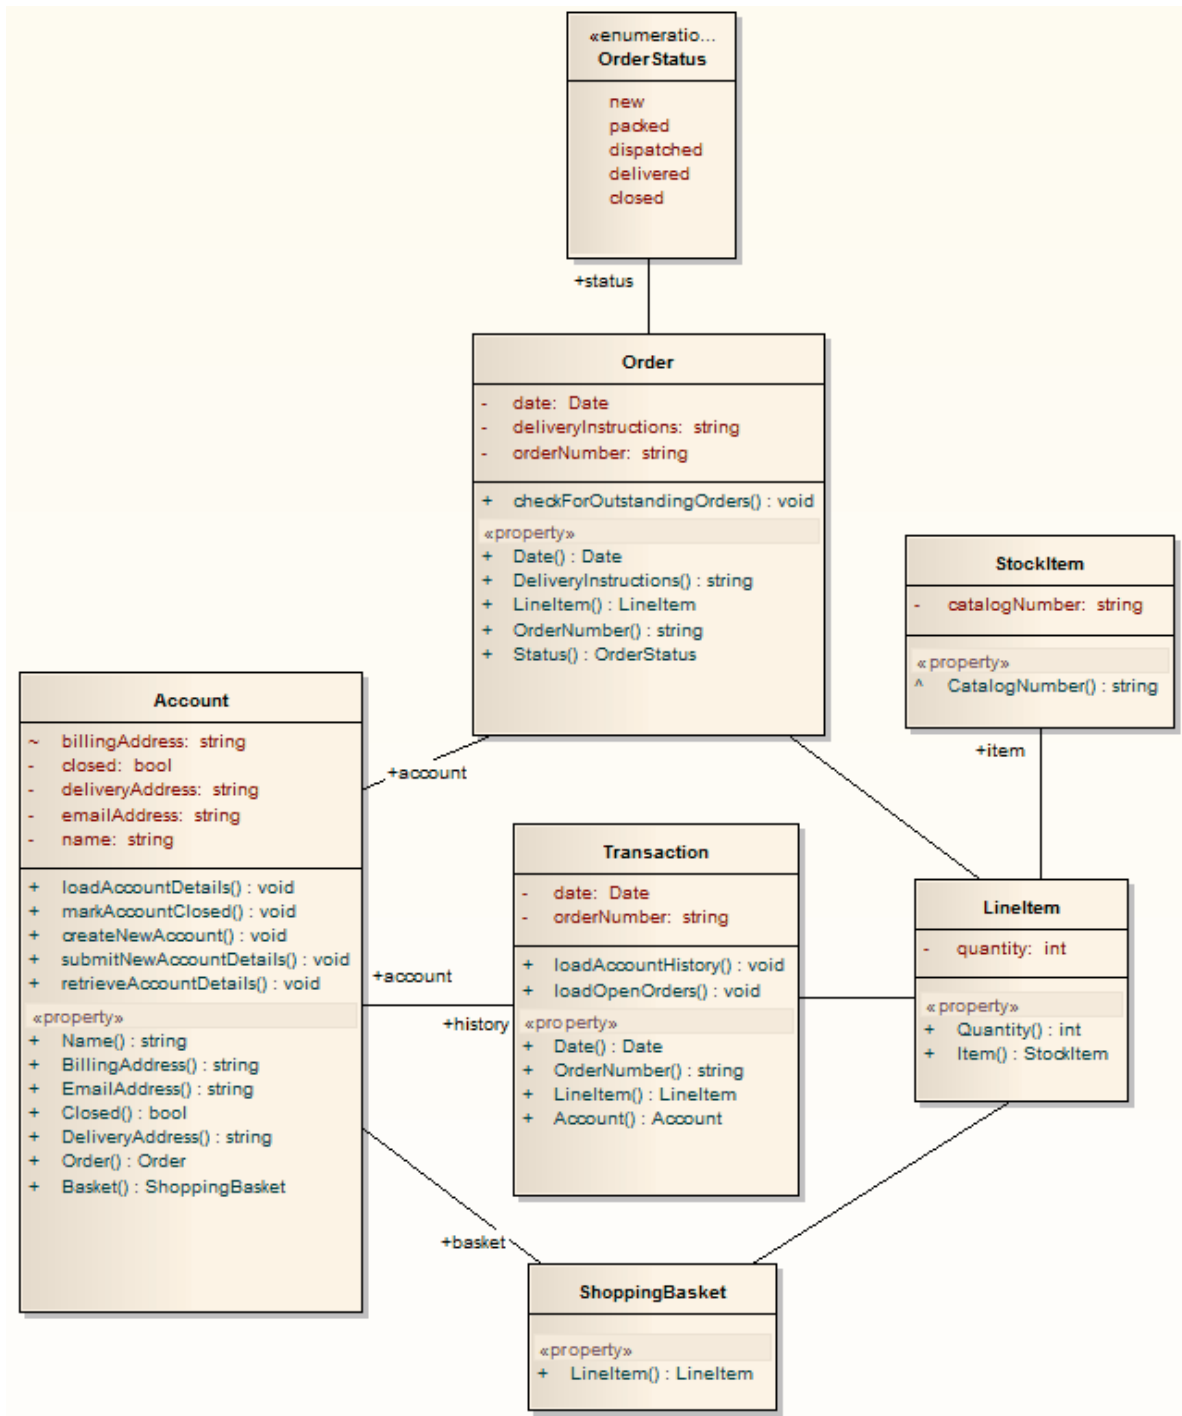 «enumeratio...
OrderStatus
new
packed
dispatched
delivered
closed
+status
Order
- date: Date
- deliveryInstructions: string
- orderNumber: string
+ checkForOutstandingOrders() : void
«property»
+ Date() : Date
+ DeliveryInstructions() : string
+ LineItem() : LineItem
+ OrderNumber() : string
+ Status() : OrderStatus
StockItem
- catalogNumber: string
«property»
^ CatalogNumber() : string
+item
Account
~ billingAddress: string
- closed: bool
- deliveryAddress: string
- emailAddress: string
- name: string
+ loadAccountDetails() : void
+ markAccountClosed() : void
+ createNewAccount() : void
+ submitNewAccountDetails() : void
+ retrieveAccountDetails() : void
«property»
+ Name() : string
+ BillingAddress() : string
+ EmailAddress() : string
+ Closed() : bool
+ DeliveryAddress() : string
+ Order() : Order
+ Basket() : ShoppingBasket
+account
+account
+history
Transaction
- date: Date
- orderNumber: string
+ loadAccountHistory() : void
+ loadOpenOrders() : void
«property»
+ Date() : Date
+ OrderNumber() : string
+ LineItem() : LineItem
+ Account() : Account
LineItem
- quantity: int
«property»
+ Quantity() : int
+ Item() : StockItem
+basket
ShoppingBasket
«property»
+ LineItem() : LineItem